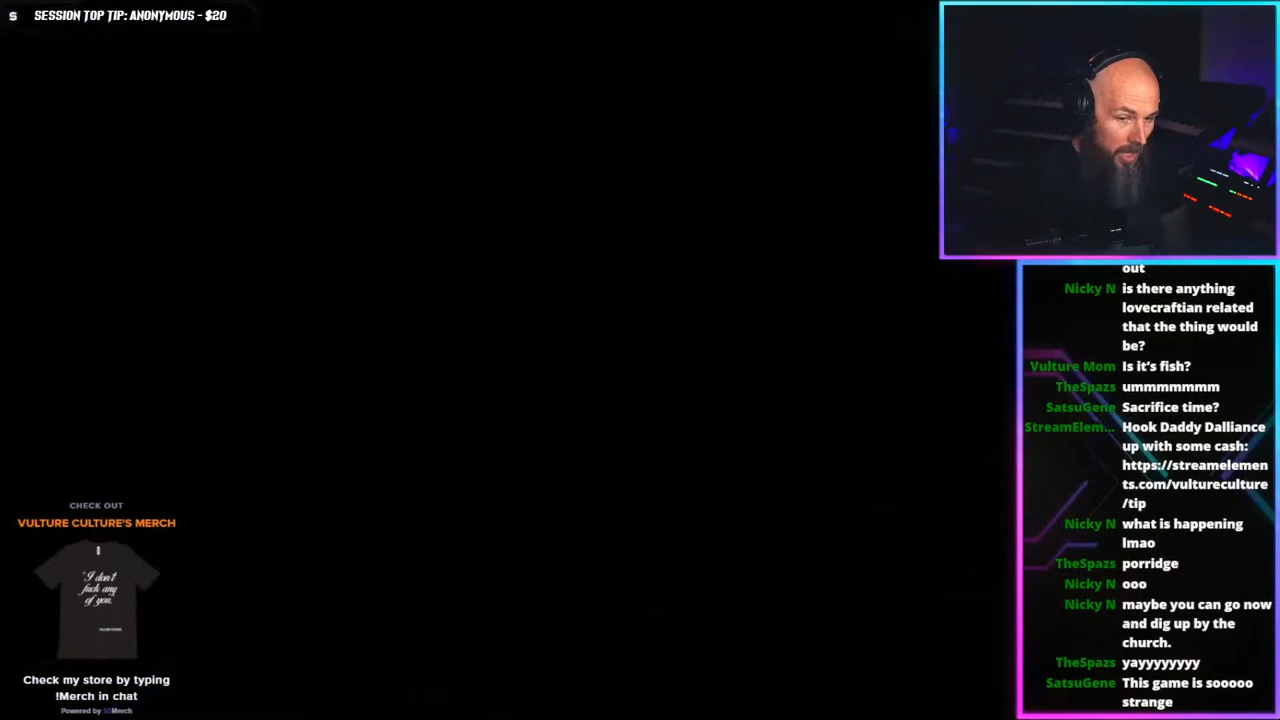 SESSION TOP TIP: ANONYMOUS - $20
out
Nicky N is there anything
lovecraftian related
that the thing would
be?
Vulture Mom Is it's fish?
TheSpazs ummmmmmm
SatsuGene Sacrifice time?
StreamElem... Hook Daddy Dalliance
up with some cash:
https://streamelemen
ts.com/vultureculture
/tip
Nicky N what is happening
lmao
TheSpazs porridge
Nicky N ooo
Nicky N maybe you can go now
and dig up by the
church.
TheSpazs yayyyyyyyy
SatsuGene This game is sooooo
strange
CHECK OUT
VULTURE CULTURE'S MERCH
"I don't
fuck any
of you."
Check my store by typing
!Merch in chat
Powered by SEMerch